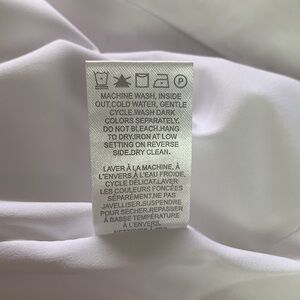 MACHINE WASH, INSIDE
OUT,COLD WATER, GENTLE
CYCLE.WASH DARK
COLORS SEPARATELY,
DO NOT BLEACH.HANG
TO DRY.IRON AT LOW
SETTING ON REVERSE
SIDE.DRY CLEAN.
LAVER À LA MACHINE, À
L'ENVERS,À L'EAU FROIDE,
CYCLE DÉLICAT.LAVER
LES COULEURS FONCÉES
SÉPAREMENT.NE PAS
JAVELLISER.SUSPENDRE
POUR SÉCHER.REPASSER
À BASSE TEMPÉRATURE
À L'ENVERS.